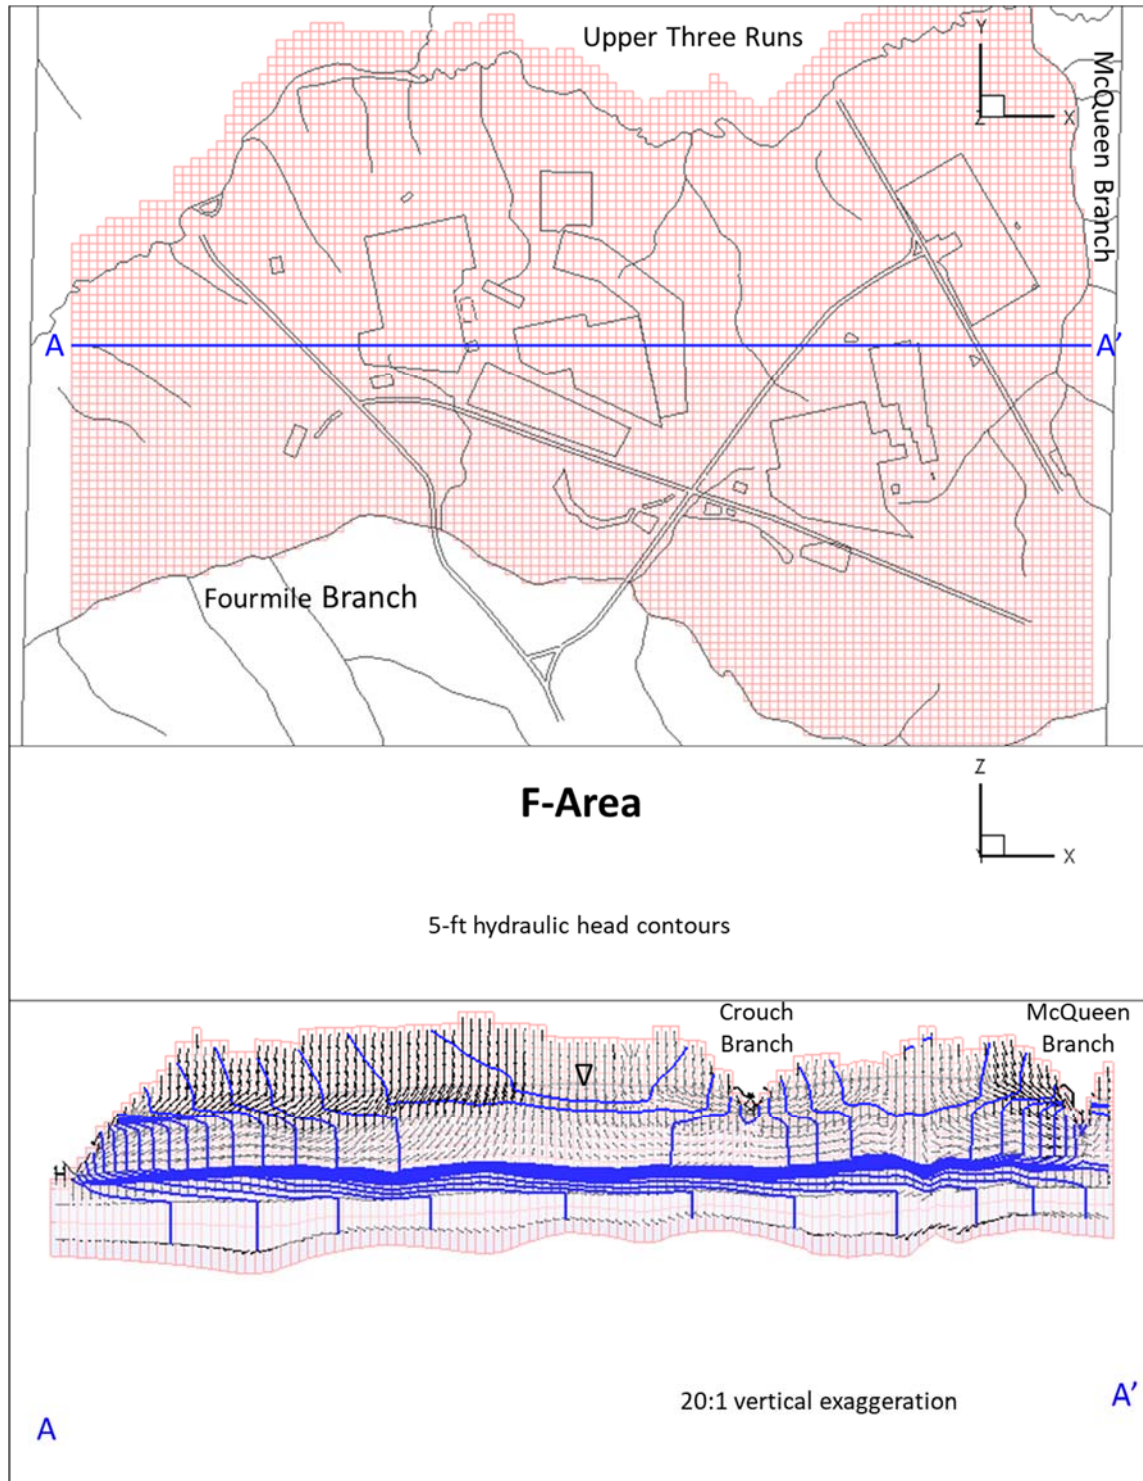 Upper Three Runs
Y
Z
X
McQueen Branch
A
A'
Fourmile Branch
Z
F-Area
Y
X
5-ft hydraulic head contours
Crouch
Branch
McQueen
Branch
H
20:1 vertical exaggeration
A'
A